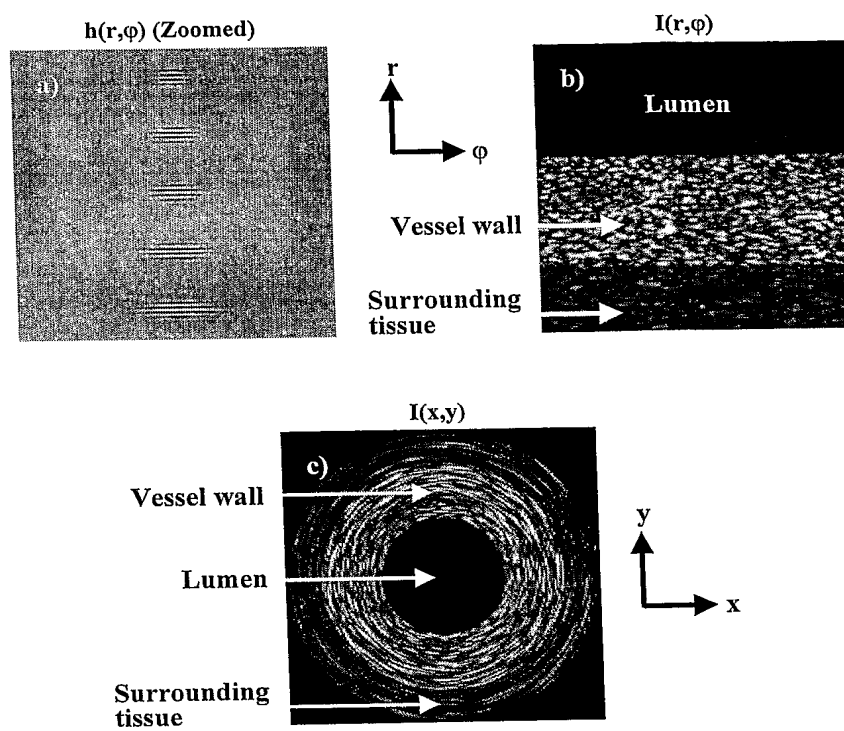 h(r,φ) (Zoomed)
a)
r
φ
I(r,φ)
b)
Lumen
Vessel wall
Surrounding
tissue
I(x,y)
c)
Vessel wall
Lumen
Surrounding
tissue
y
x